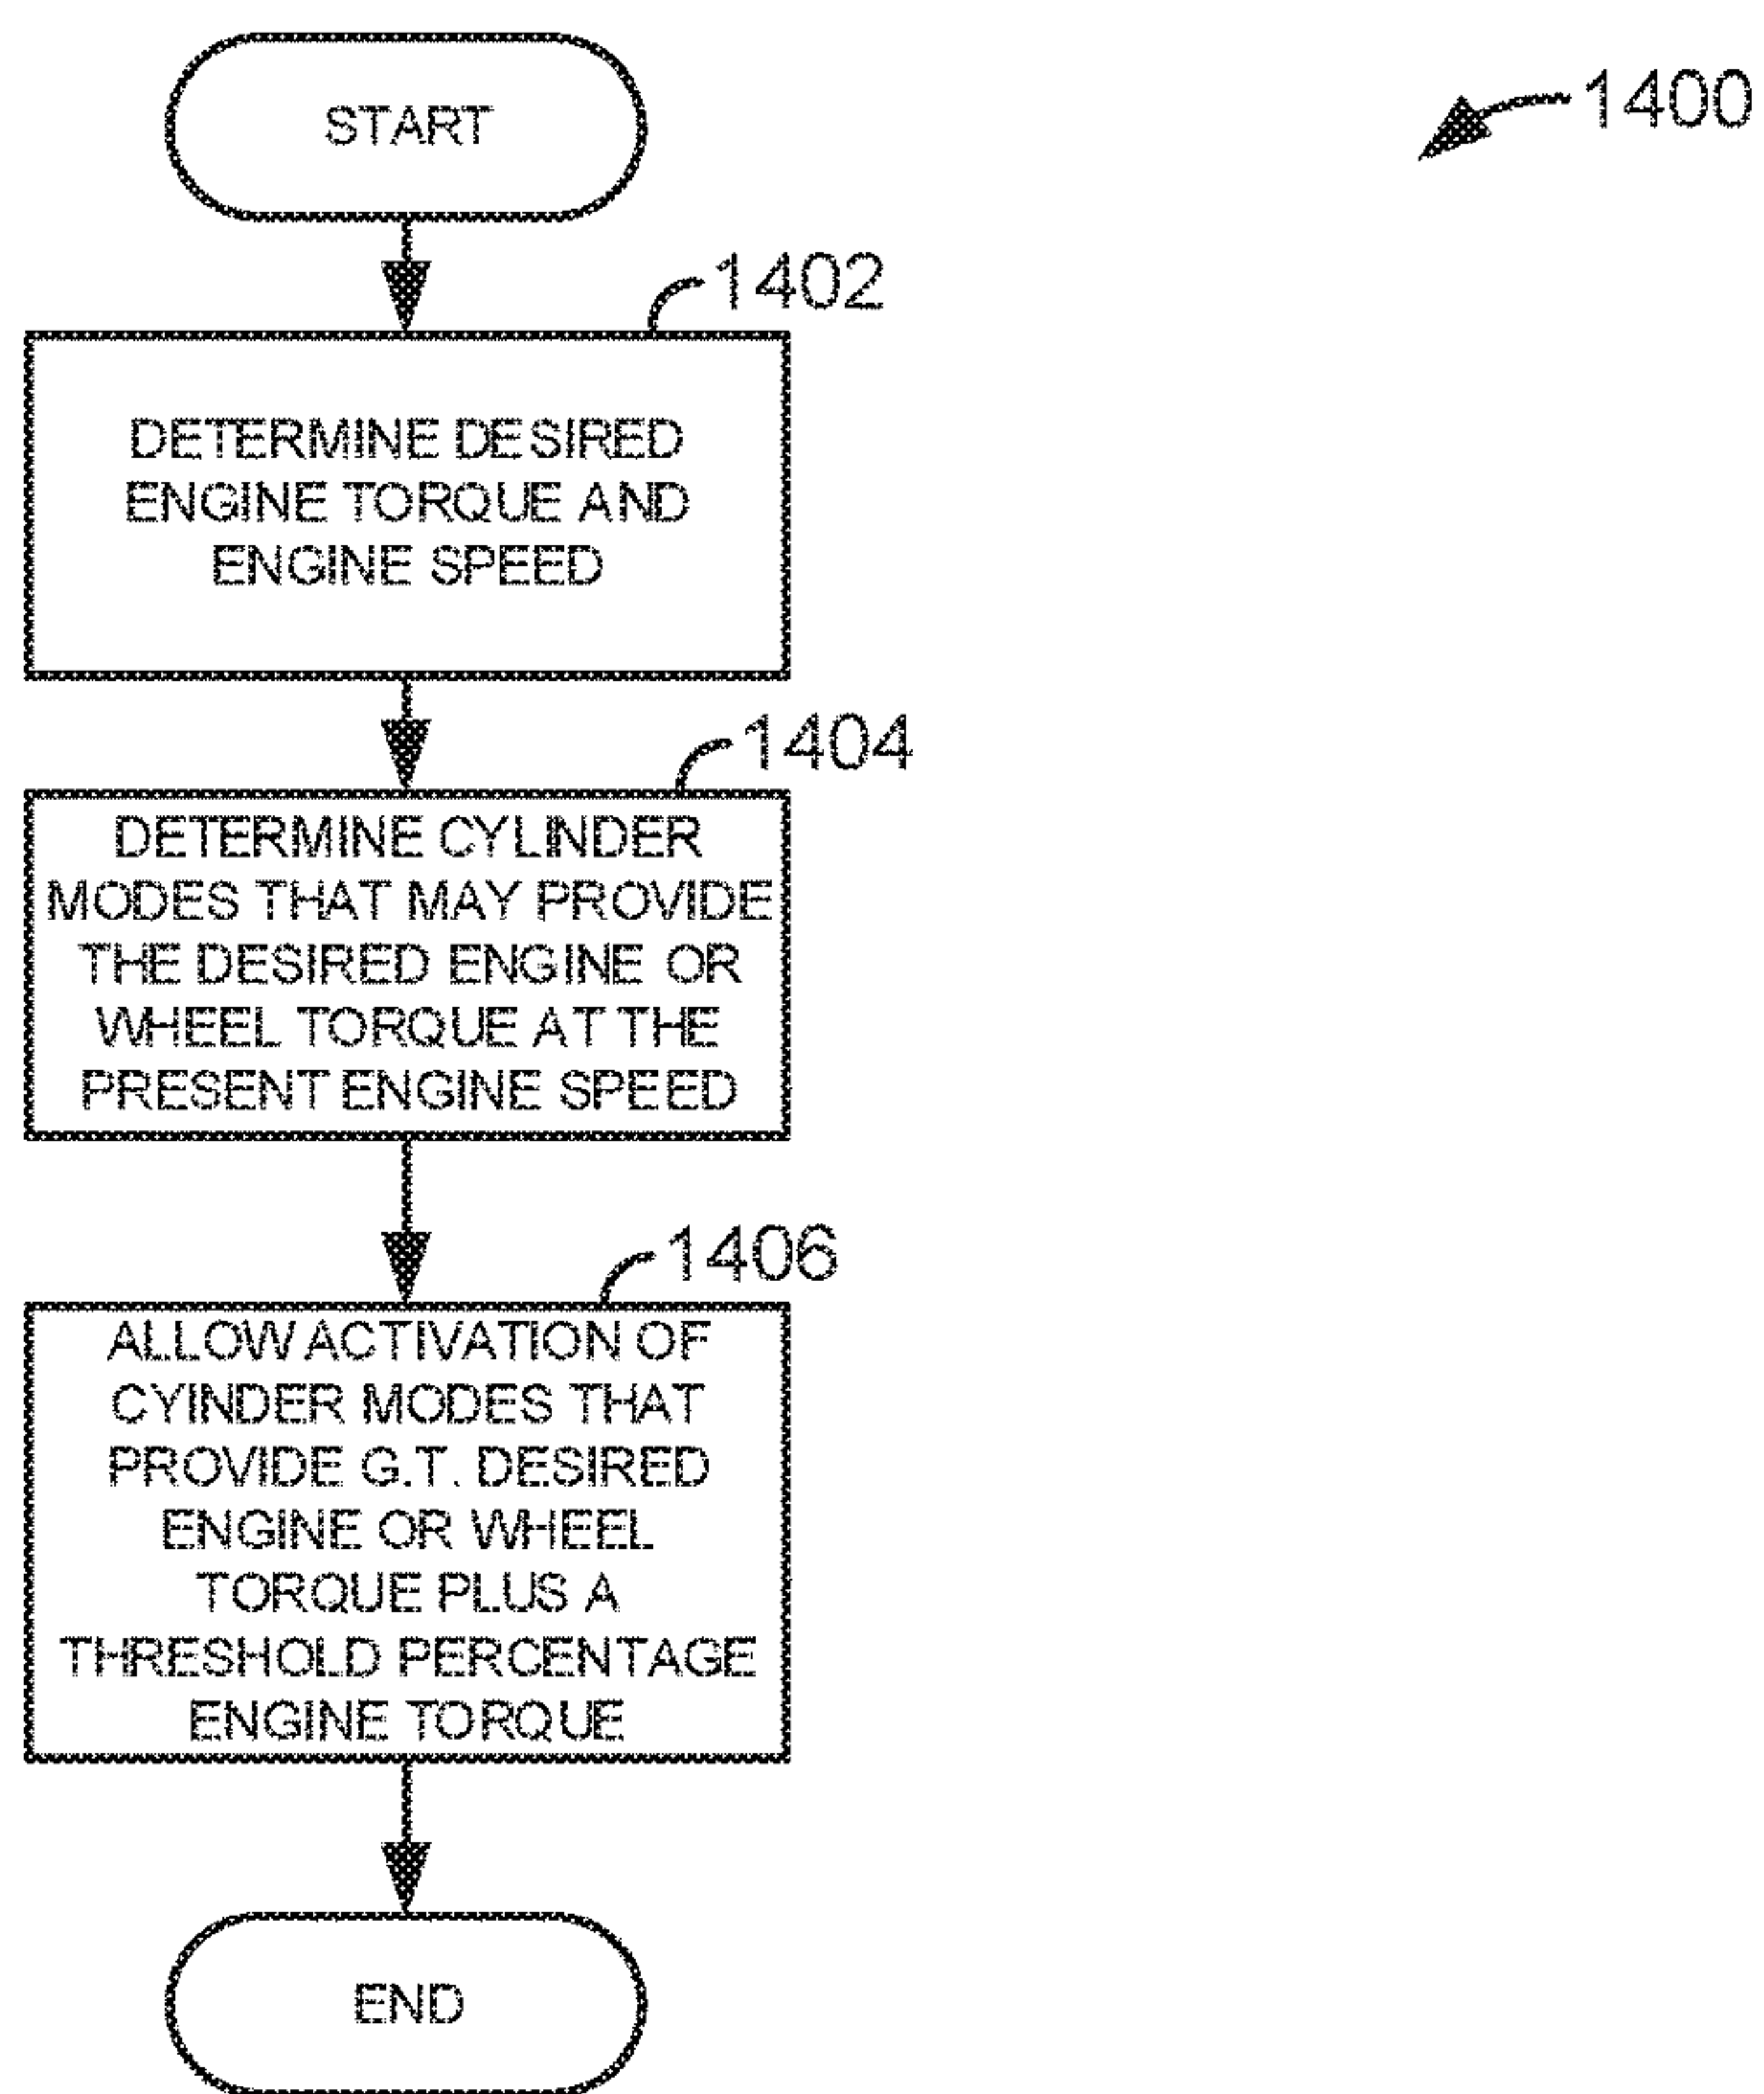 START
1400
1402
DETERMINE DESIRED
ENGINE TORQUE AND
ENGINE SPEED
1404
DETERMINE CYLINDER
MODES THAT MAY PROVIDE
THE DESIRED ENGINE OR
WHEEL TORQUE AT THE
PRESENT ENGINE SPEED
1406
ALLOW ACTIVATION OF
CYINDER MODES THAT
PROVIDE G.T. DESIRED
ENGINE OR WHEEL
TORQUE PLUS A
THRESHOLD PERCENTAGE
ENGINE TORQUE
END